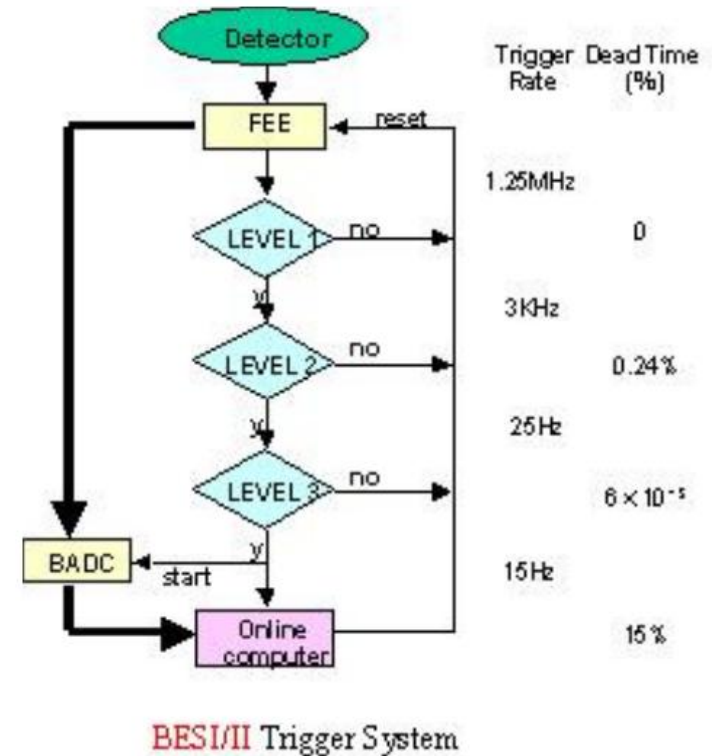 Detector
Trigger Dead Time
Rate (%)
FEE
reset
1.25MHz
LEVEL 1
no
0
y
3KHz
LEVEL 2
no
0.24%
y
25Hz
LEVEL 3
no
6 × 10⁻⁵
y
BADC
start
15Hz
Online
computer
15%
BESI/II Trigger System